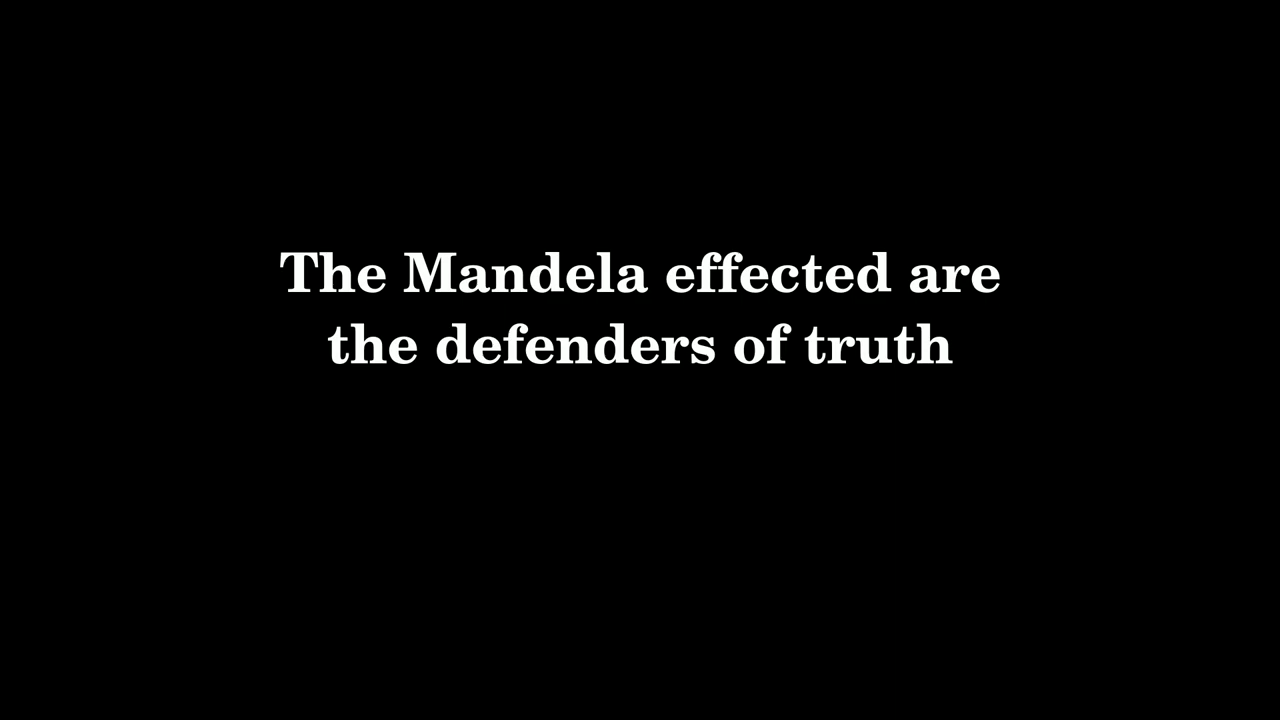 The Mandela effected are
the defenders of truth